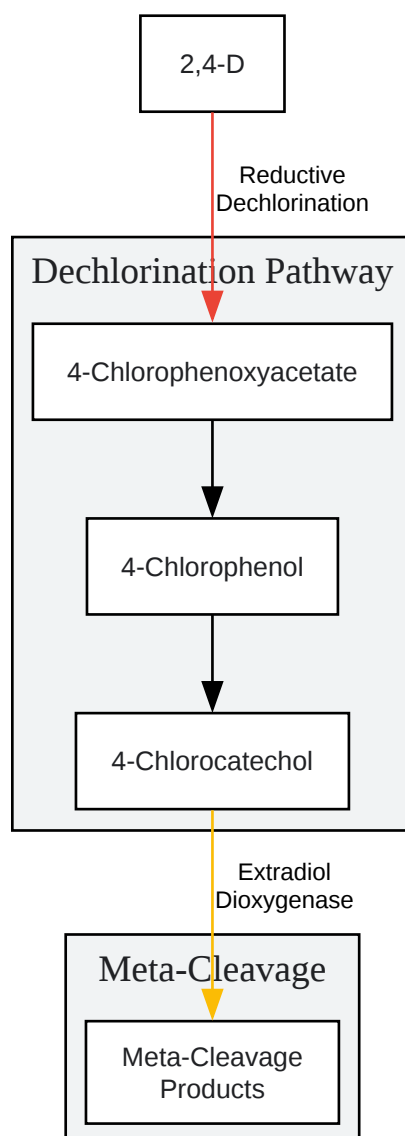 2,4-D
Reductive
Dechlorination
Dechlorination Pathway
4-Chlorophenoxyacetate
4-Chlorophenol
4-Chlorocatechol
Extradiol
Dioxygenase
Meta-Cleavage
Meta-Cleavage
Products